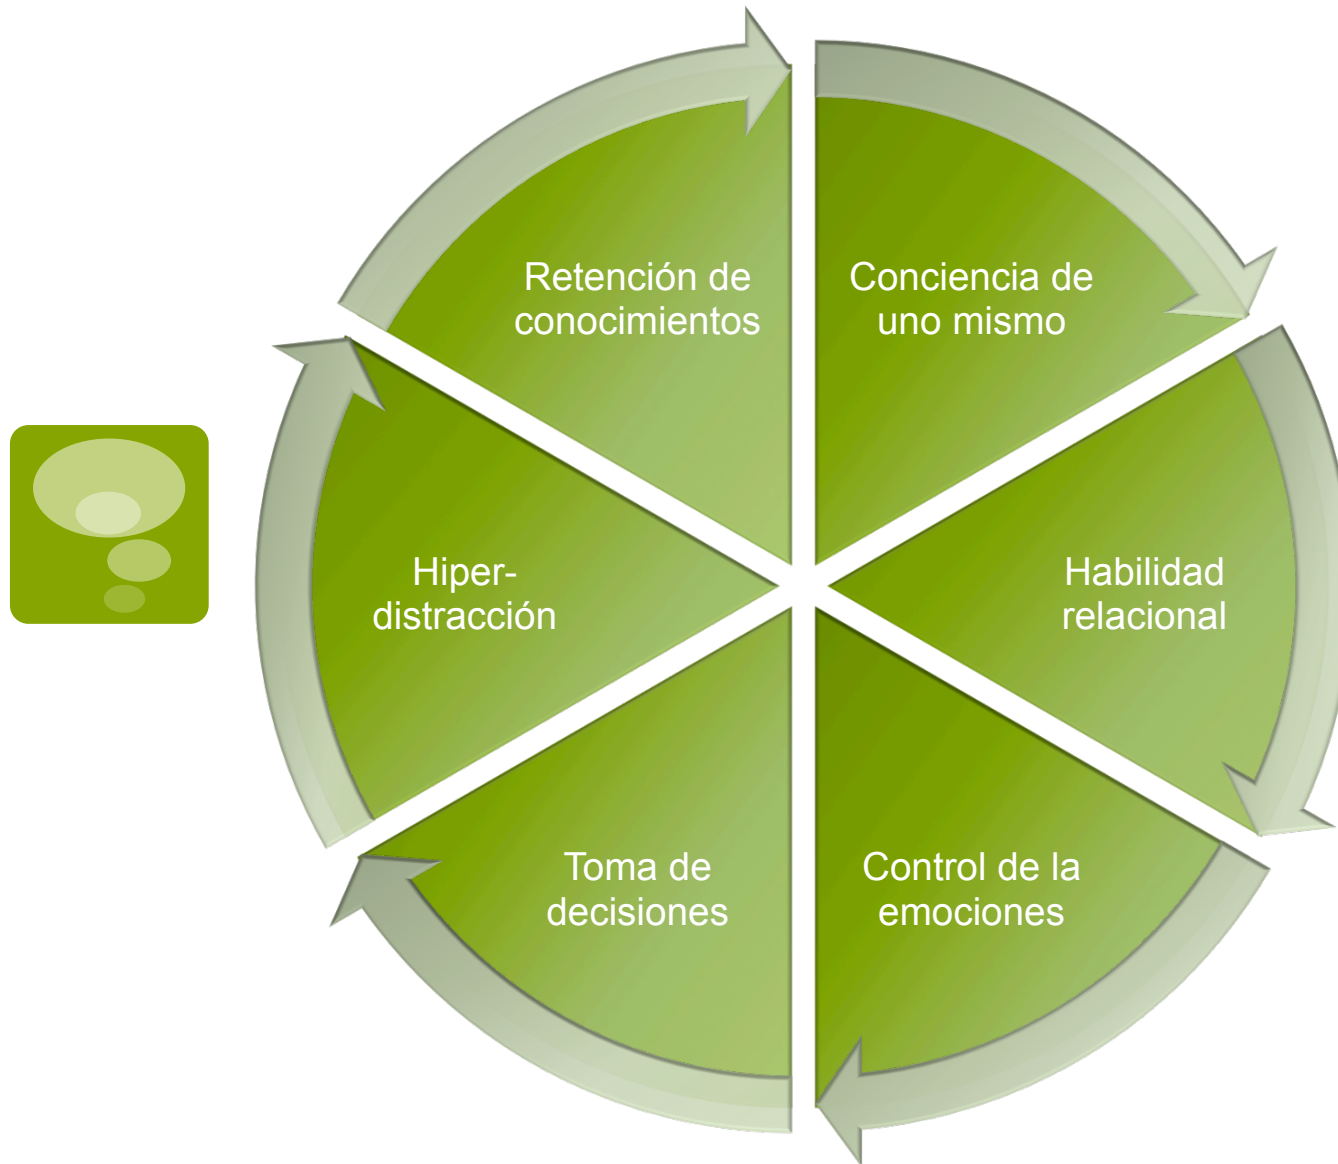 Retención de
conocimientos
Conciencia de
uno mismo
Hiper-
distracción
Habilidad
relacional
Toma de
decisiones
Control de la
emociones